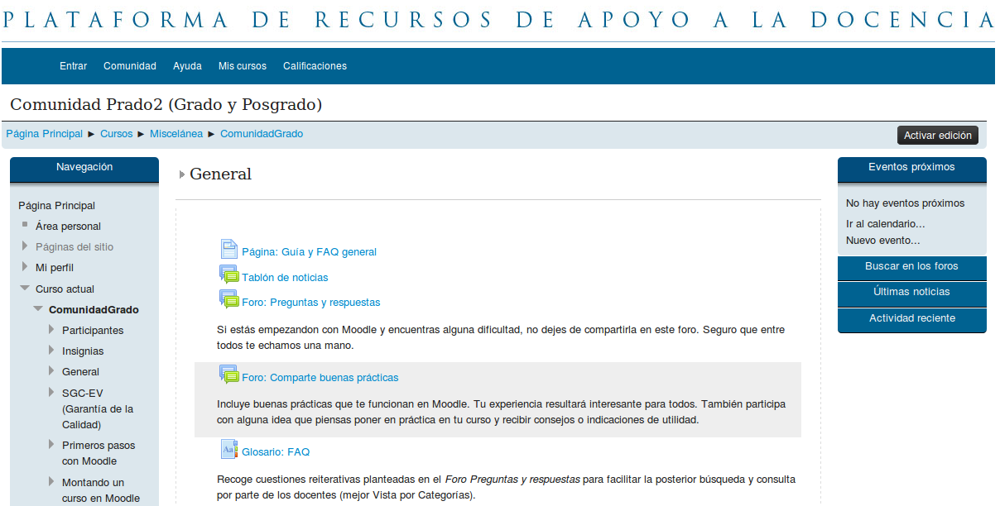 PLATAFORMA DE RECURSOS DE APOYO A LA DOCENCIA
Entrar Comunidad Ayuda Mis cursos Calificaciones
Comunidad Prado2 (Grado y Posgrado)
Página Principal ► Cursos ► Miscelánea ► ComunidadGrado
Activar edición
Navegación
Página Principal
Área personal
Páginas del sitio
Mi perfil
Curso actual
ComunidadGrado
Participantes
Insignias
General
SGC-EV
(Garantía de la
Calidad)
Primeros pasos
con Moodle
Montando un
curso en Moodle
General
Página: Guía y FAQ general
Tablón de noticias
Foro: Preguntas y respuestas
Si estás empezandon con Moodle y encuentras alguna dificultad, no dejes de compartirla en este foro. Seguro que entre
todos te echamos una mano.
Foro: Comparte buenas prácticas
Incluye buenas prácticas que te funcionan en Moodle. Tu experiencia resultará interesante para todos. También participa
con alguna idea que piensas poner en práctica en tu curso y recibir consejos o indicaciones de utilidad.
Aa
Glosario: FAQ
Recoge cuestiones reiterativas planteadas en el Foro Preguntas y respuestas para facilitar la posterior búsqueda y consulta
por parte de los docentes (mejor Vista por Categorías).
Eventos próximos
No hay eventos próximos
Ir al calendario...
Nuevo evento...
Buscar en los foros
Últimas noticias
Actividad reciente